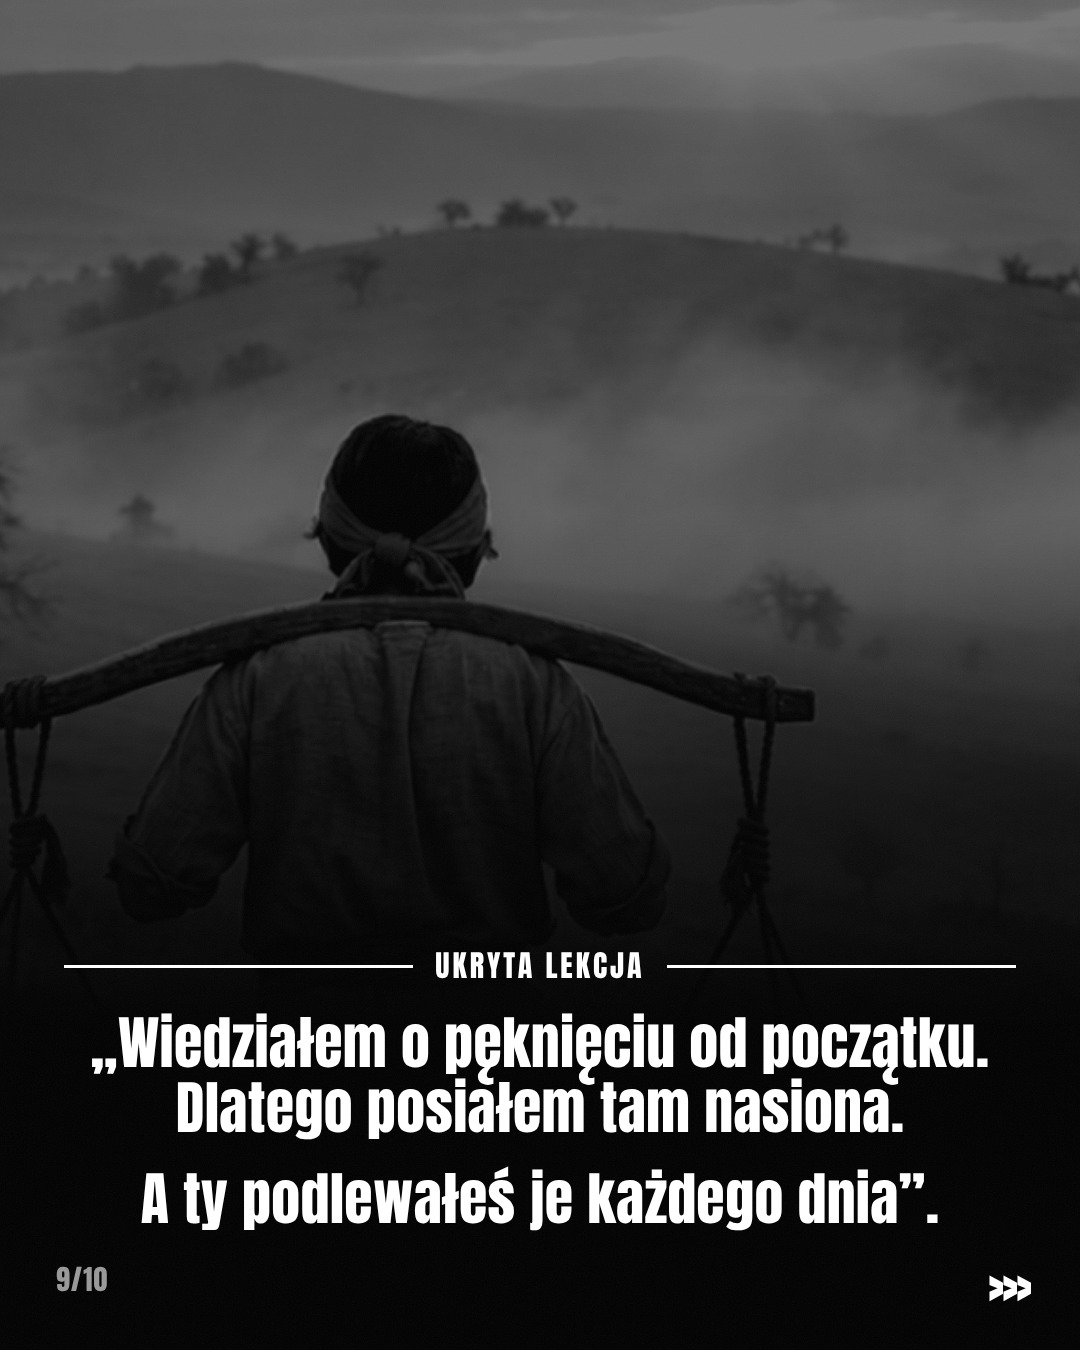 UKRYTA LEKCJA
„Wiedziałem o pęknięciu od początku.
Dlatego posiałem tam nasiona.
A ty podlewałeś je każdego dnia”.
9/10